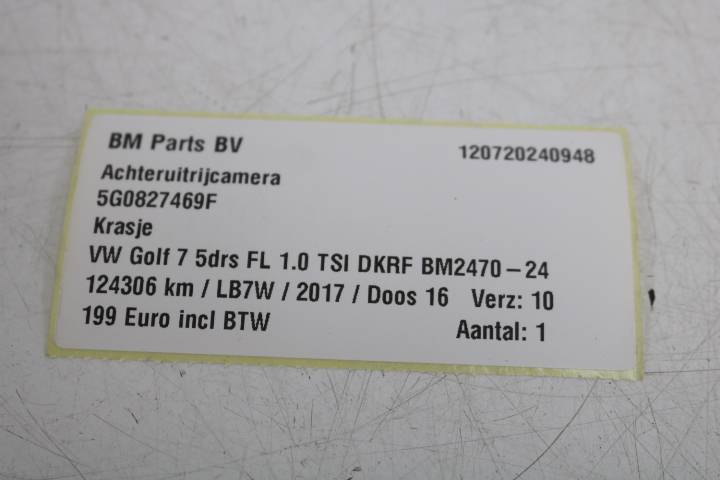 BM Parts BV 120720240948
Achteruitrijcamera
5G0827469F
Krasje
VW Golf 7 5drs FL 1.0 TSI DKRF BM2470-24
124306 km / LB7W / 2017 / Doos 16 Verz: 10
199 Euro incl BTW Aantal: 1